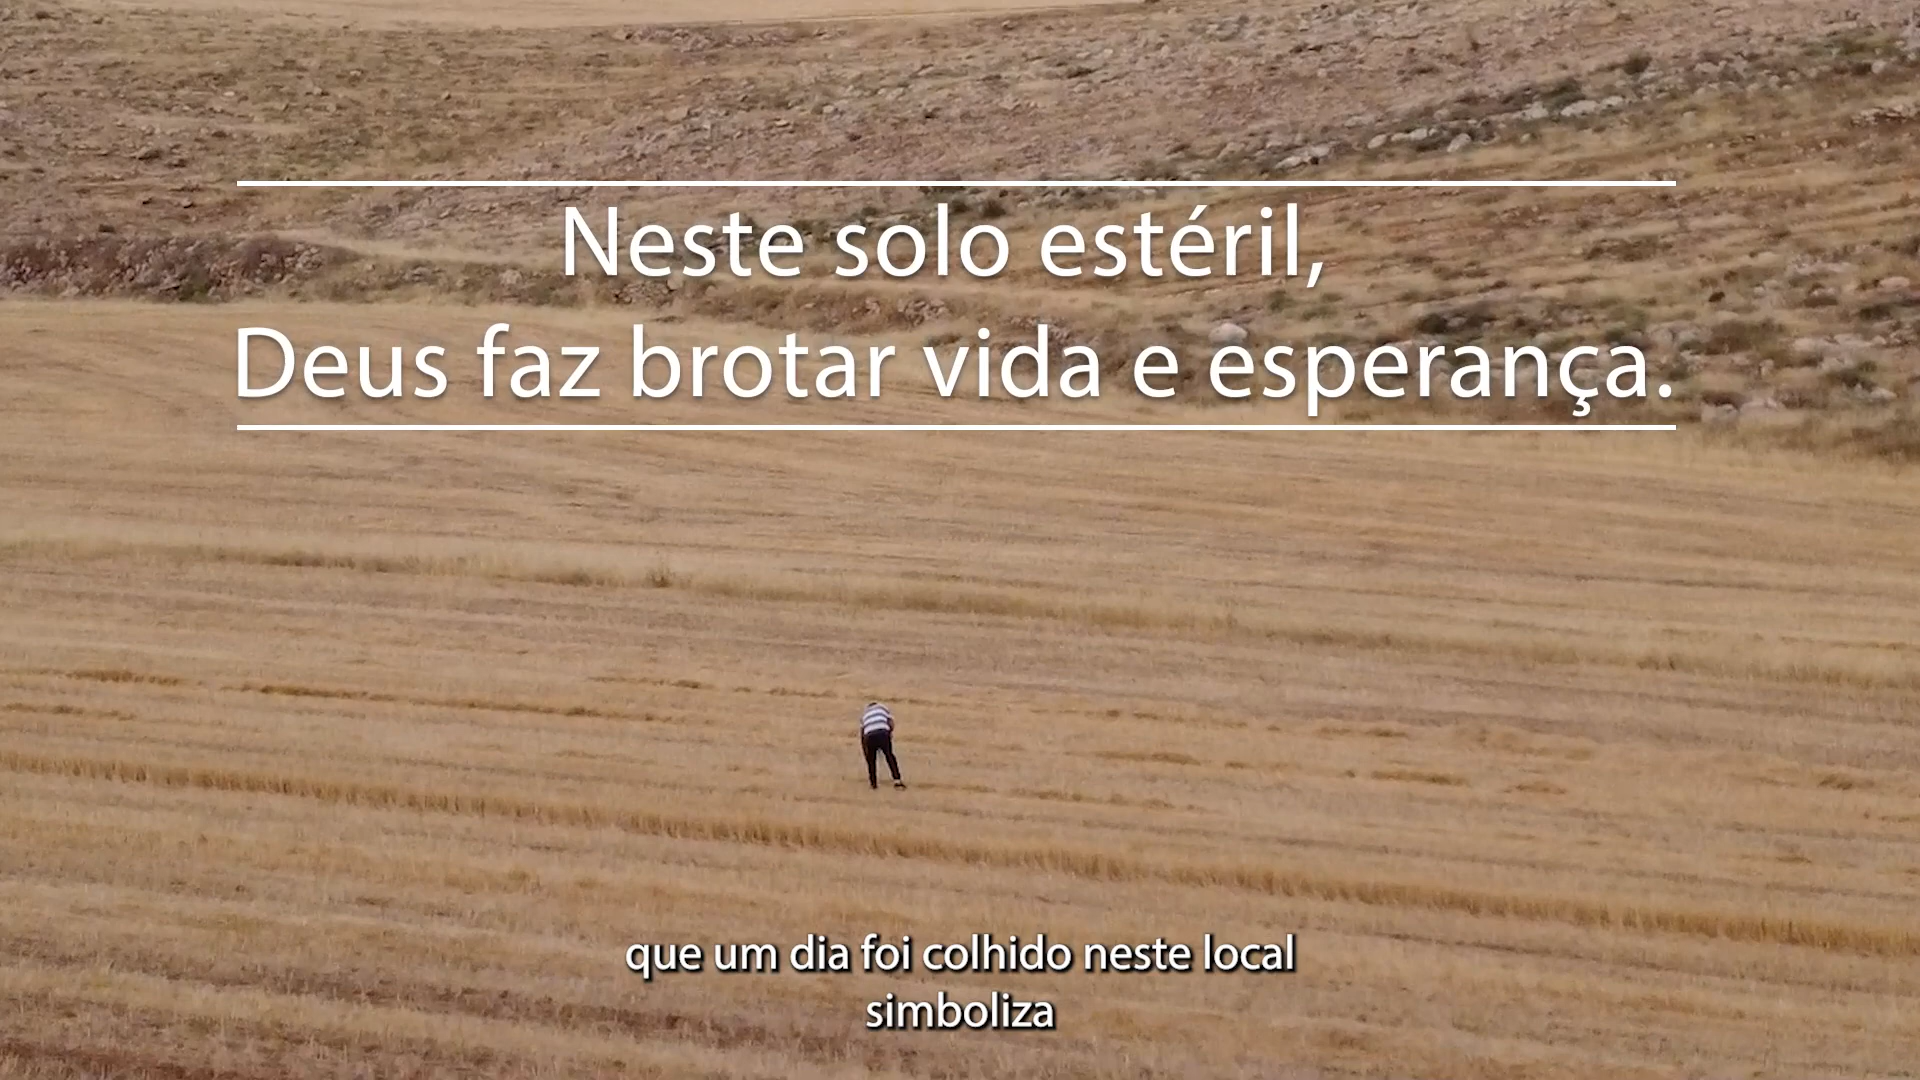 Neste solo estéril,
Deus faz brotar vida e esperança.
que um dia foi colhido neste local
simboliza